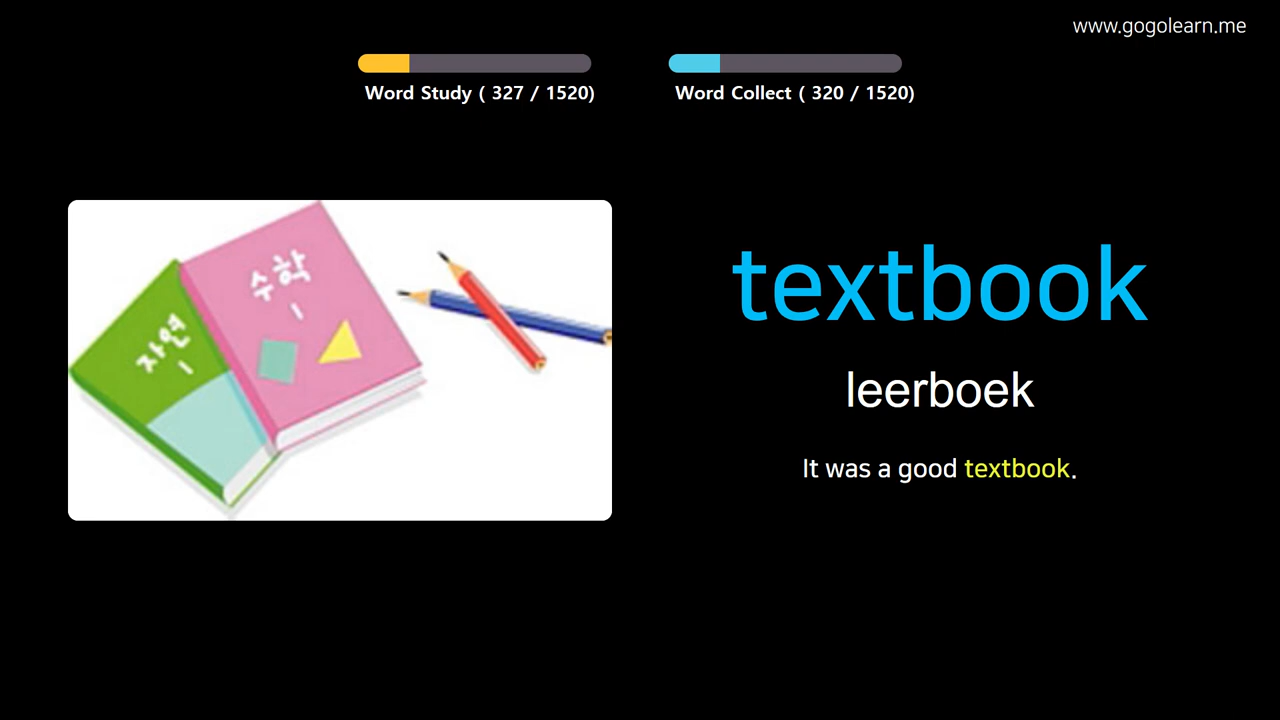 www.gogolearn.me
Word Study ( 327 / 1520)
Word Collect ( 320 / 1520)
수학
1
자연
1
textbook
leerboek
It was a good textbook.